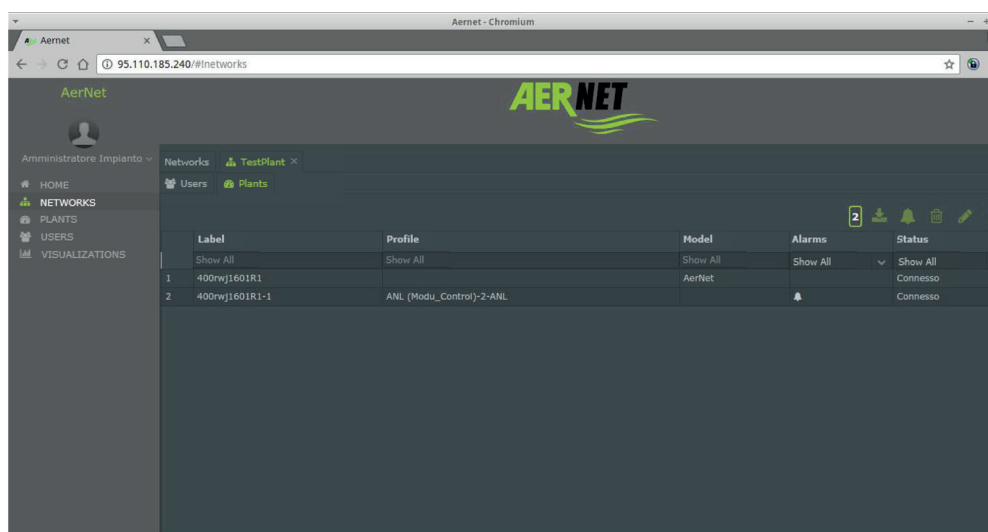 Aernet - Chromium
Aernet
95.110.185.240/#!networks
AerNet
AERNET
Amministratore Impianto
HOME
NETWORKS
PLANTS
USERS
VISUALIZATIONS
Networks TestPlant
Users Plants
2
Label Profile Model Alarms Status
Show All Show All Show All Show All Show All
1 400rwj1601R1 AerNet Connesso
2 400rwj1601R1-1 ANL (Modu_Control)-2-ANL Connesso